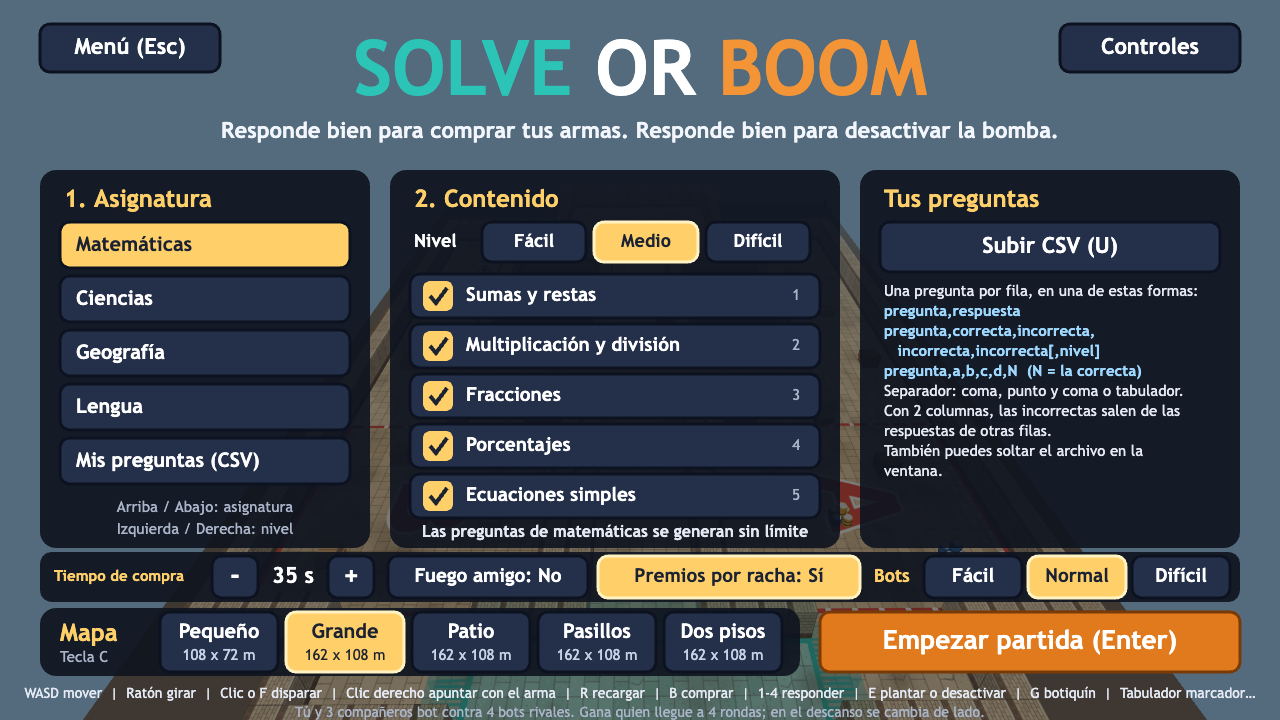 Menú (Esc)
SOLVE OR BOOM
Controles
Responde bien para comprar tus armas. Responde bien para desactivar la bomba.
1. Asignatura
Matemáticas
Ciencias
Geografía
Lengua
Mis preguntas (CSV)
Arriba / Abajo: asignatura
Izquierda / Derecha: nivel
2. Contenido
Nivel Fácil Medio Difícil
Sumas y restas 1
Multiplicación y división 2
Fracciones 3
Porcentajes 4
Ecuaciones simples 5
Las preguntas de matemáticas se generan sin límite
Tus preguntas
Subir CSV (U)
Una pregunta por fila, en una de estas formas:
pregunta,respuesta
pregunta,correcta,incorrecta,
incorrecta,incorrecta[,nivel]
pregunta,a,b,c,d,N (N = la correcta)
Separador: coma, punto y coma o tabulador.
Con 2 columnas, las incorrectas salen de las
respuestas de otras filas.
También puedes soltar el archivo en la
ventana.
Tiempo de compra - 35 s + Fuego amigo: No Premios por racha: Sí Bots Fácil Normal Difícil
Mapa
Tecla C
Pequeño
108 x 72 m
Grande
162 x 108 m
Patio
162 x 108 m
Pasillos
162 x 108 m
Dos pisos
162 x 108 m
Empezar partida (Enter)
WASD mover | Ratón girar | Clic o F disparar | Clic derecho apuntar con el arma | R recargar | B comprar | 1-4 responder | E plantar o desactivar | G botiquín | Tabulador marcador...
Tú y 3 compañeros bot contra 4 bots rivales. Gana quien llegue a 4 rondas; en el descanso se cambia de lado.